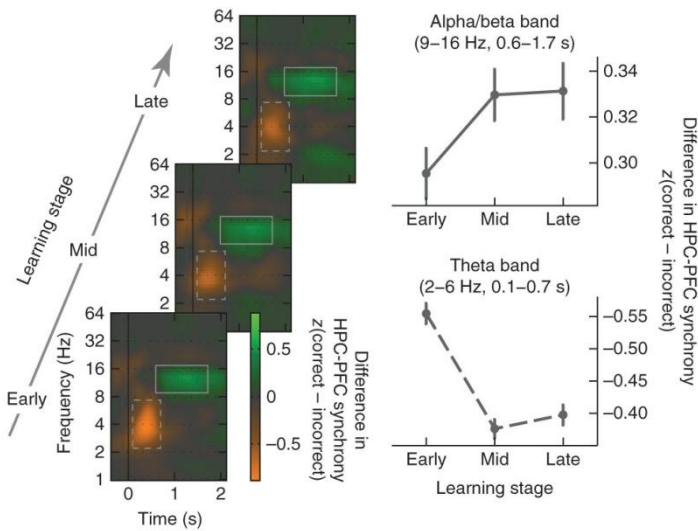 64
32
16
8
4
2
Late
64
32
16
8
4
2
Mid
Learning stage
64
32
16
8
4
2
1
Early
Frequency (Hz)
0 1 2
Time (s)
0.5
0
−0.5
Difference in
HPC-PFC synchrony
z(correct – incorrect)
Alpha/beta band
(9–16 Hz, 0.6–1.7 s)
0.34
0.32
0.30
Early Mid Late
Theta band
(2–6 Hz, 0.1–0.7 s)
−0.55
−0.50
−0.45
−0.40
Early Mid Late
Learning stage
Difference in HPC-PFC synchrony
z(correct – incorrect)